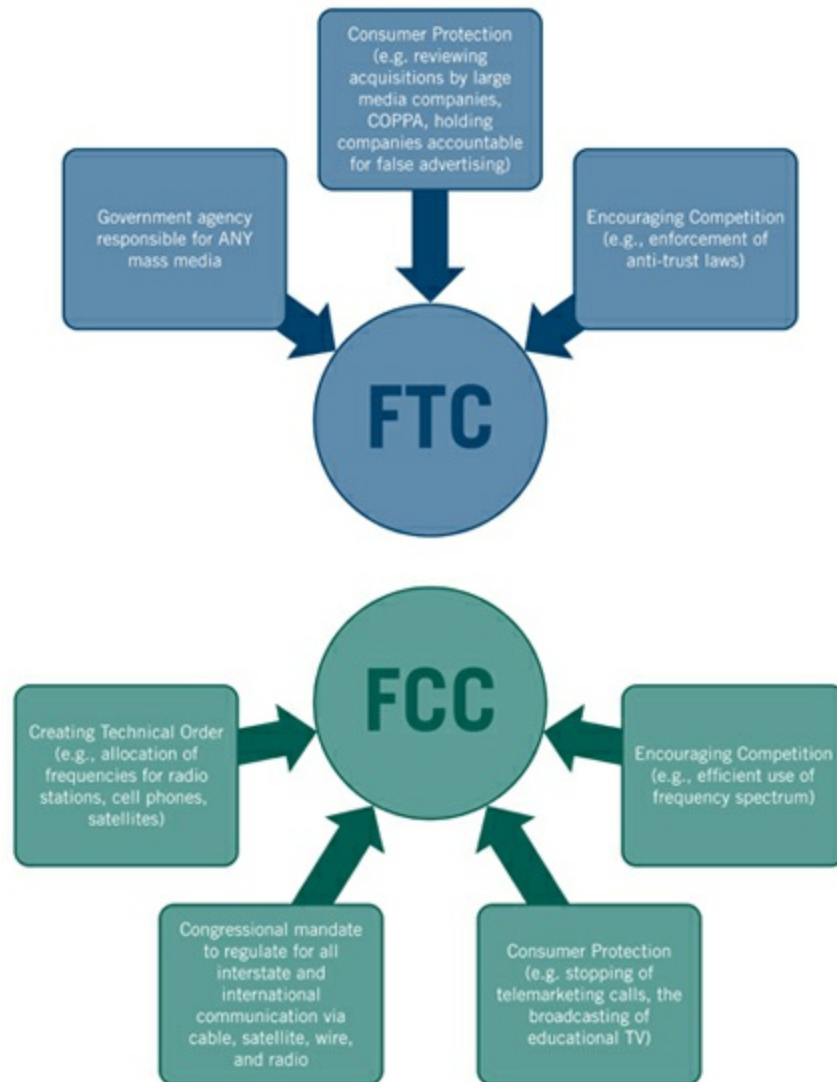 Consumer Protection
(e.g. reviewing
acquisitions by large
media companies,
COPPA, holding
companies accountable
for false advertising)
Government agency
responsible for ANY
mass media
Encouraging Competition
(e.g., enforcement of
anti-trust laws)
FTC
FCC
Creating Technical Order
(e.g., allocation of
frequencies for radio
stations, cell phones,
satellites)
Encouraging Competition
(e.g., efficient use of
frequency spectrum)
Congressional mandate
to regulate for all
interstate and
international
communication via
cable, satellite, wire,
and radio
Consumer Protection
(e.g. stopping of
telemarketing calls, the
broadcasting of
educational TV)